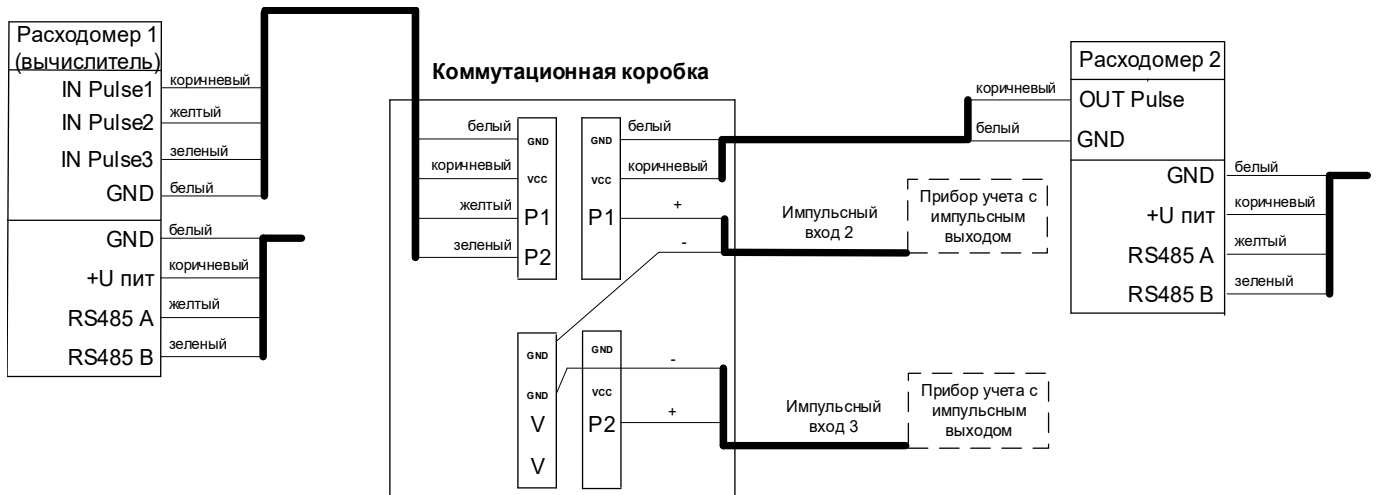 Расходомер 1
(вычислитель)
IN Pulse1
коричневый
IN Pulse2
желтый
IN Pulse3
зеленый
GND
белый
GND
белый
+U пит
коричневый
RS485 A
желтый
RS485 B
зеленый
Коммутационная коробка
белый
GND
коричневый
VCC
желтый
P1
зеленый
P2
GND
белый
VCC
коричневый
P1
+
-
GND
GND
V
V
GND
-
VCC
P2
+
Импульсный
вход 2
Прибор учета с
импульсным
выходом
Импульсный
вход 3
Прибор учета с
импульсным
выходом
Расходомер 2
коричневый
OUT Pulse
белый
GND
GND
белый
+U пит
коричневый
RS485 A
желтый
RS485 B
зеленый